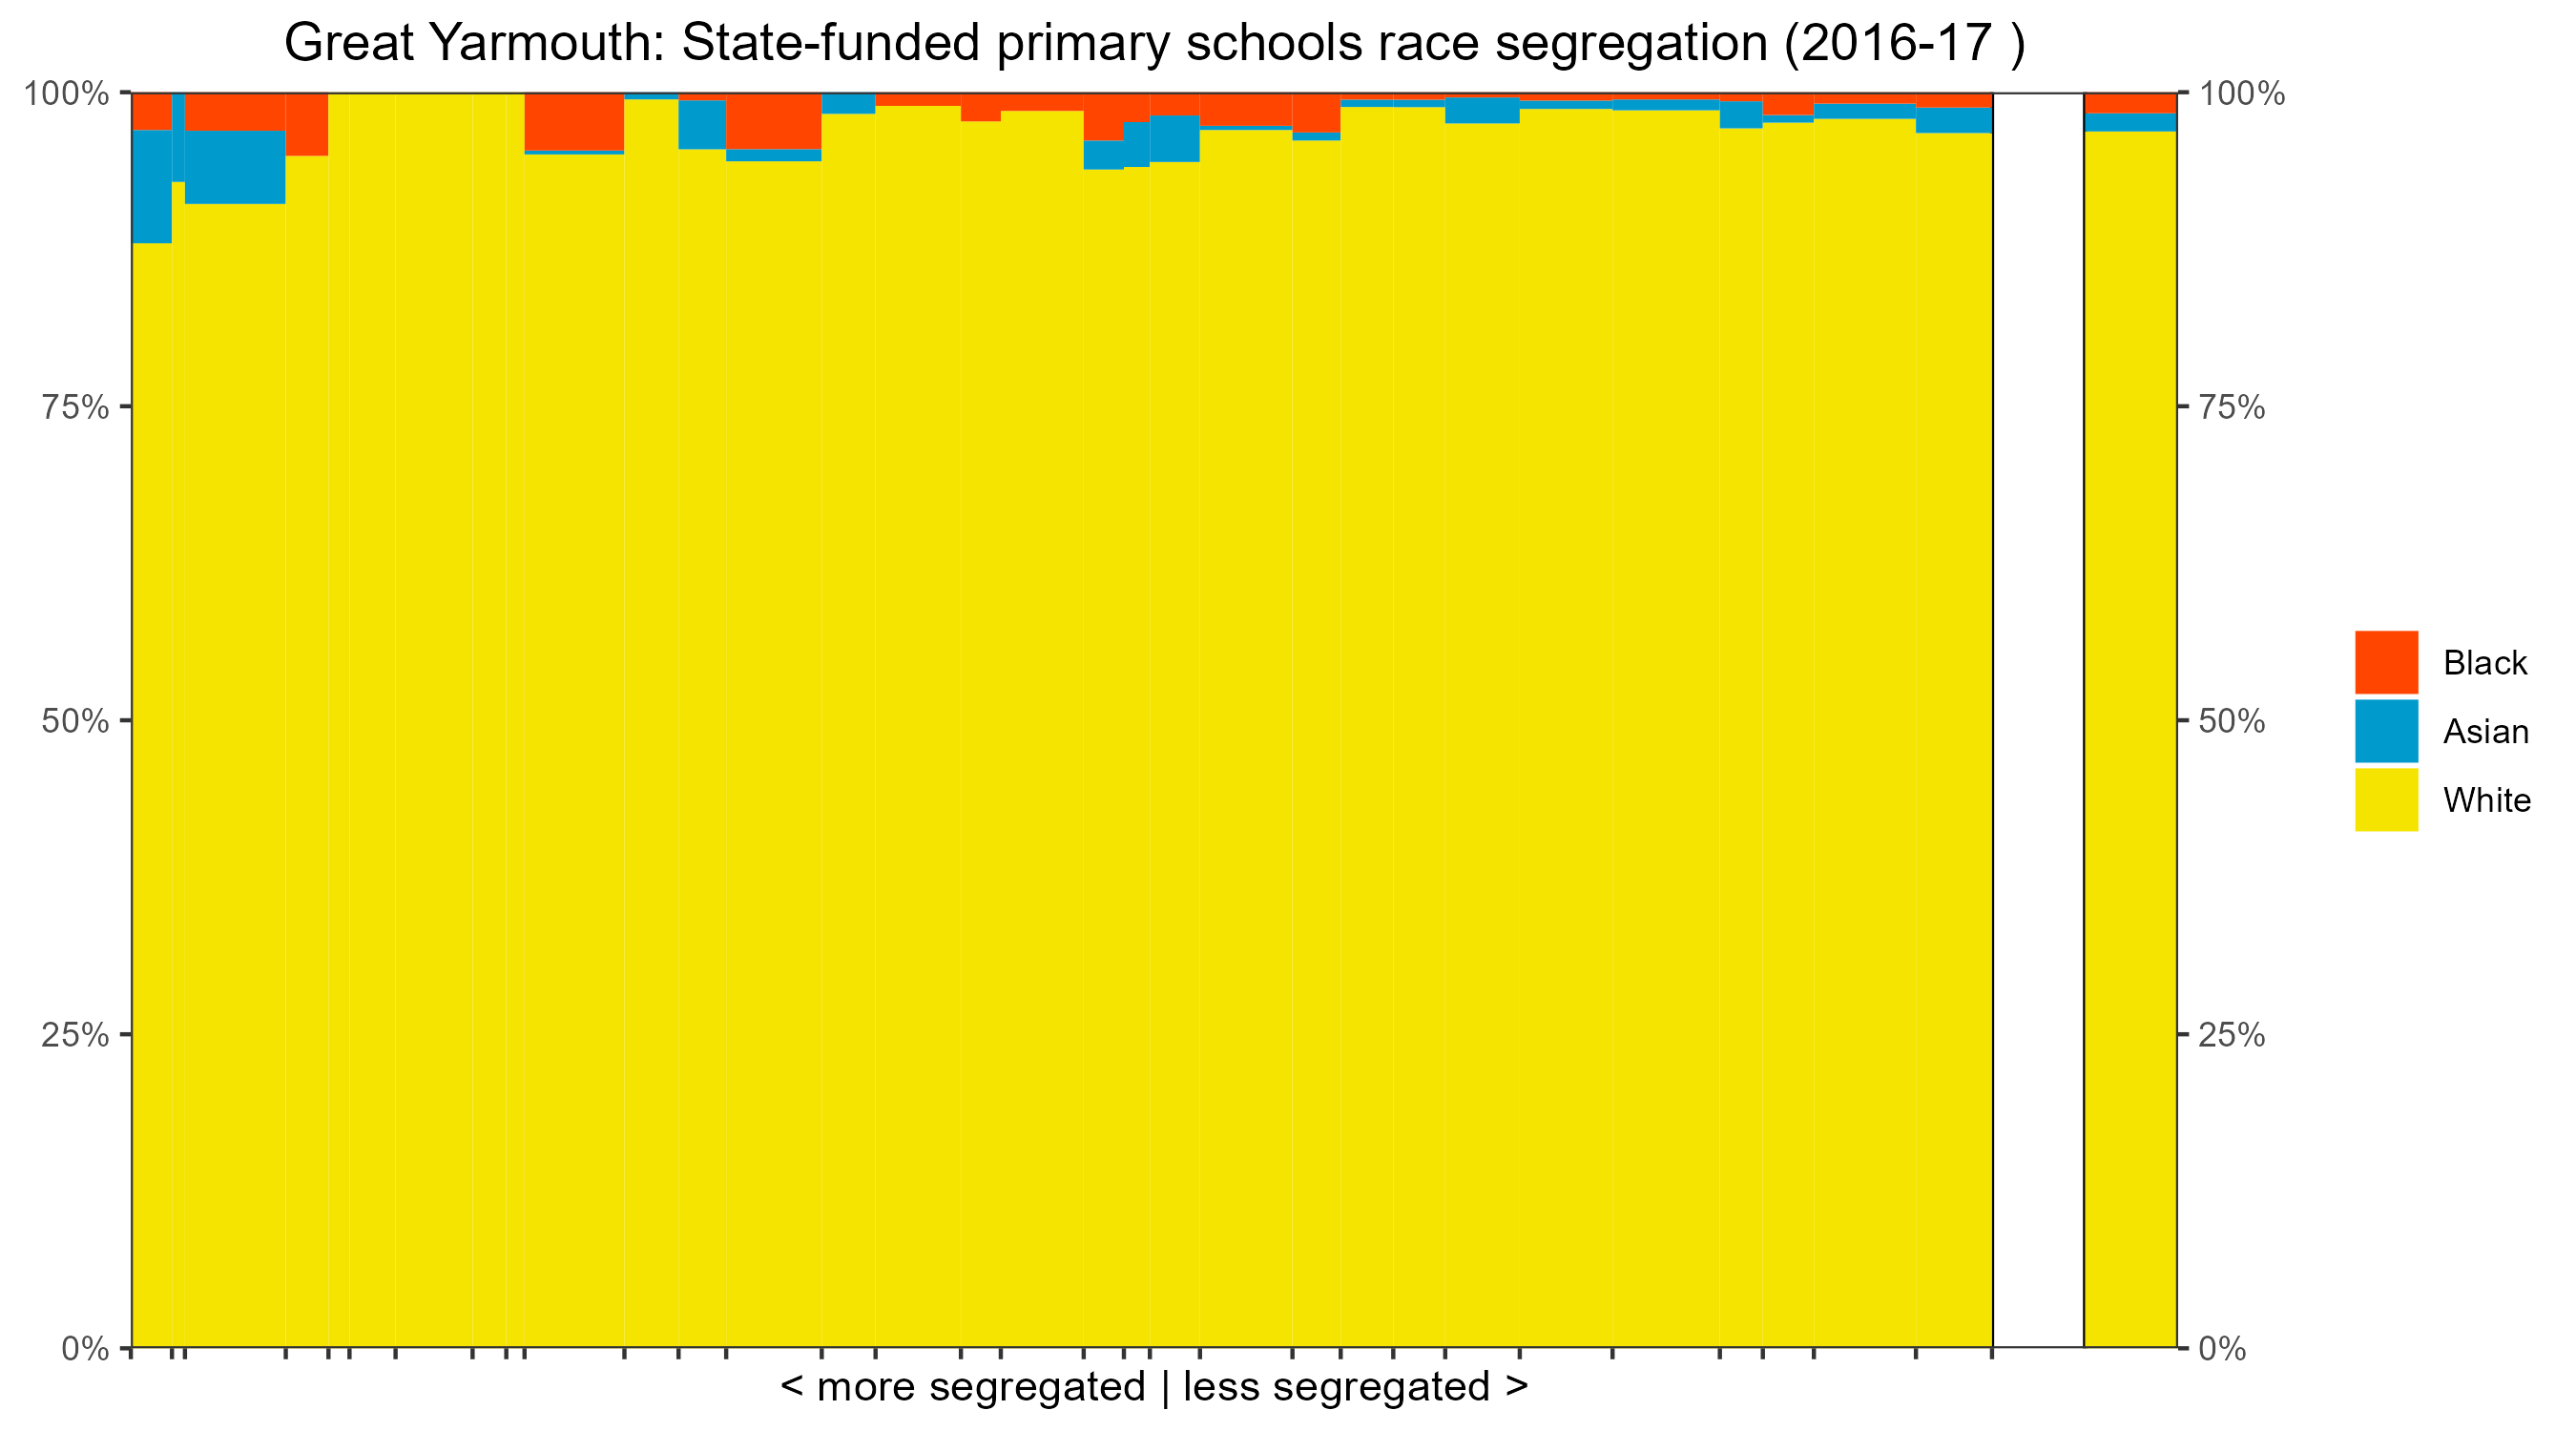 Great Yarmouth: State-funded primary schools race segregation (2016-17 )
100%
75%
50%
25%
0%
100%
75%
50%
25%
0%
Black
Asian
White
< more segregated | less segregated >